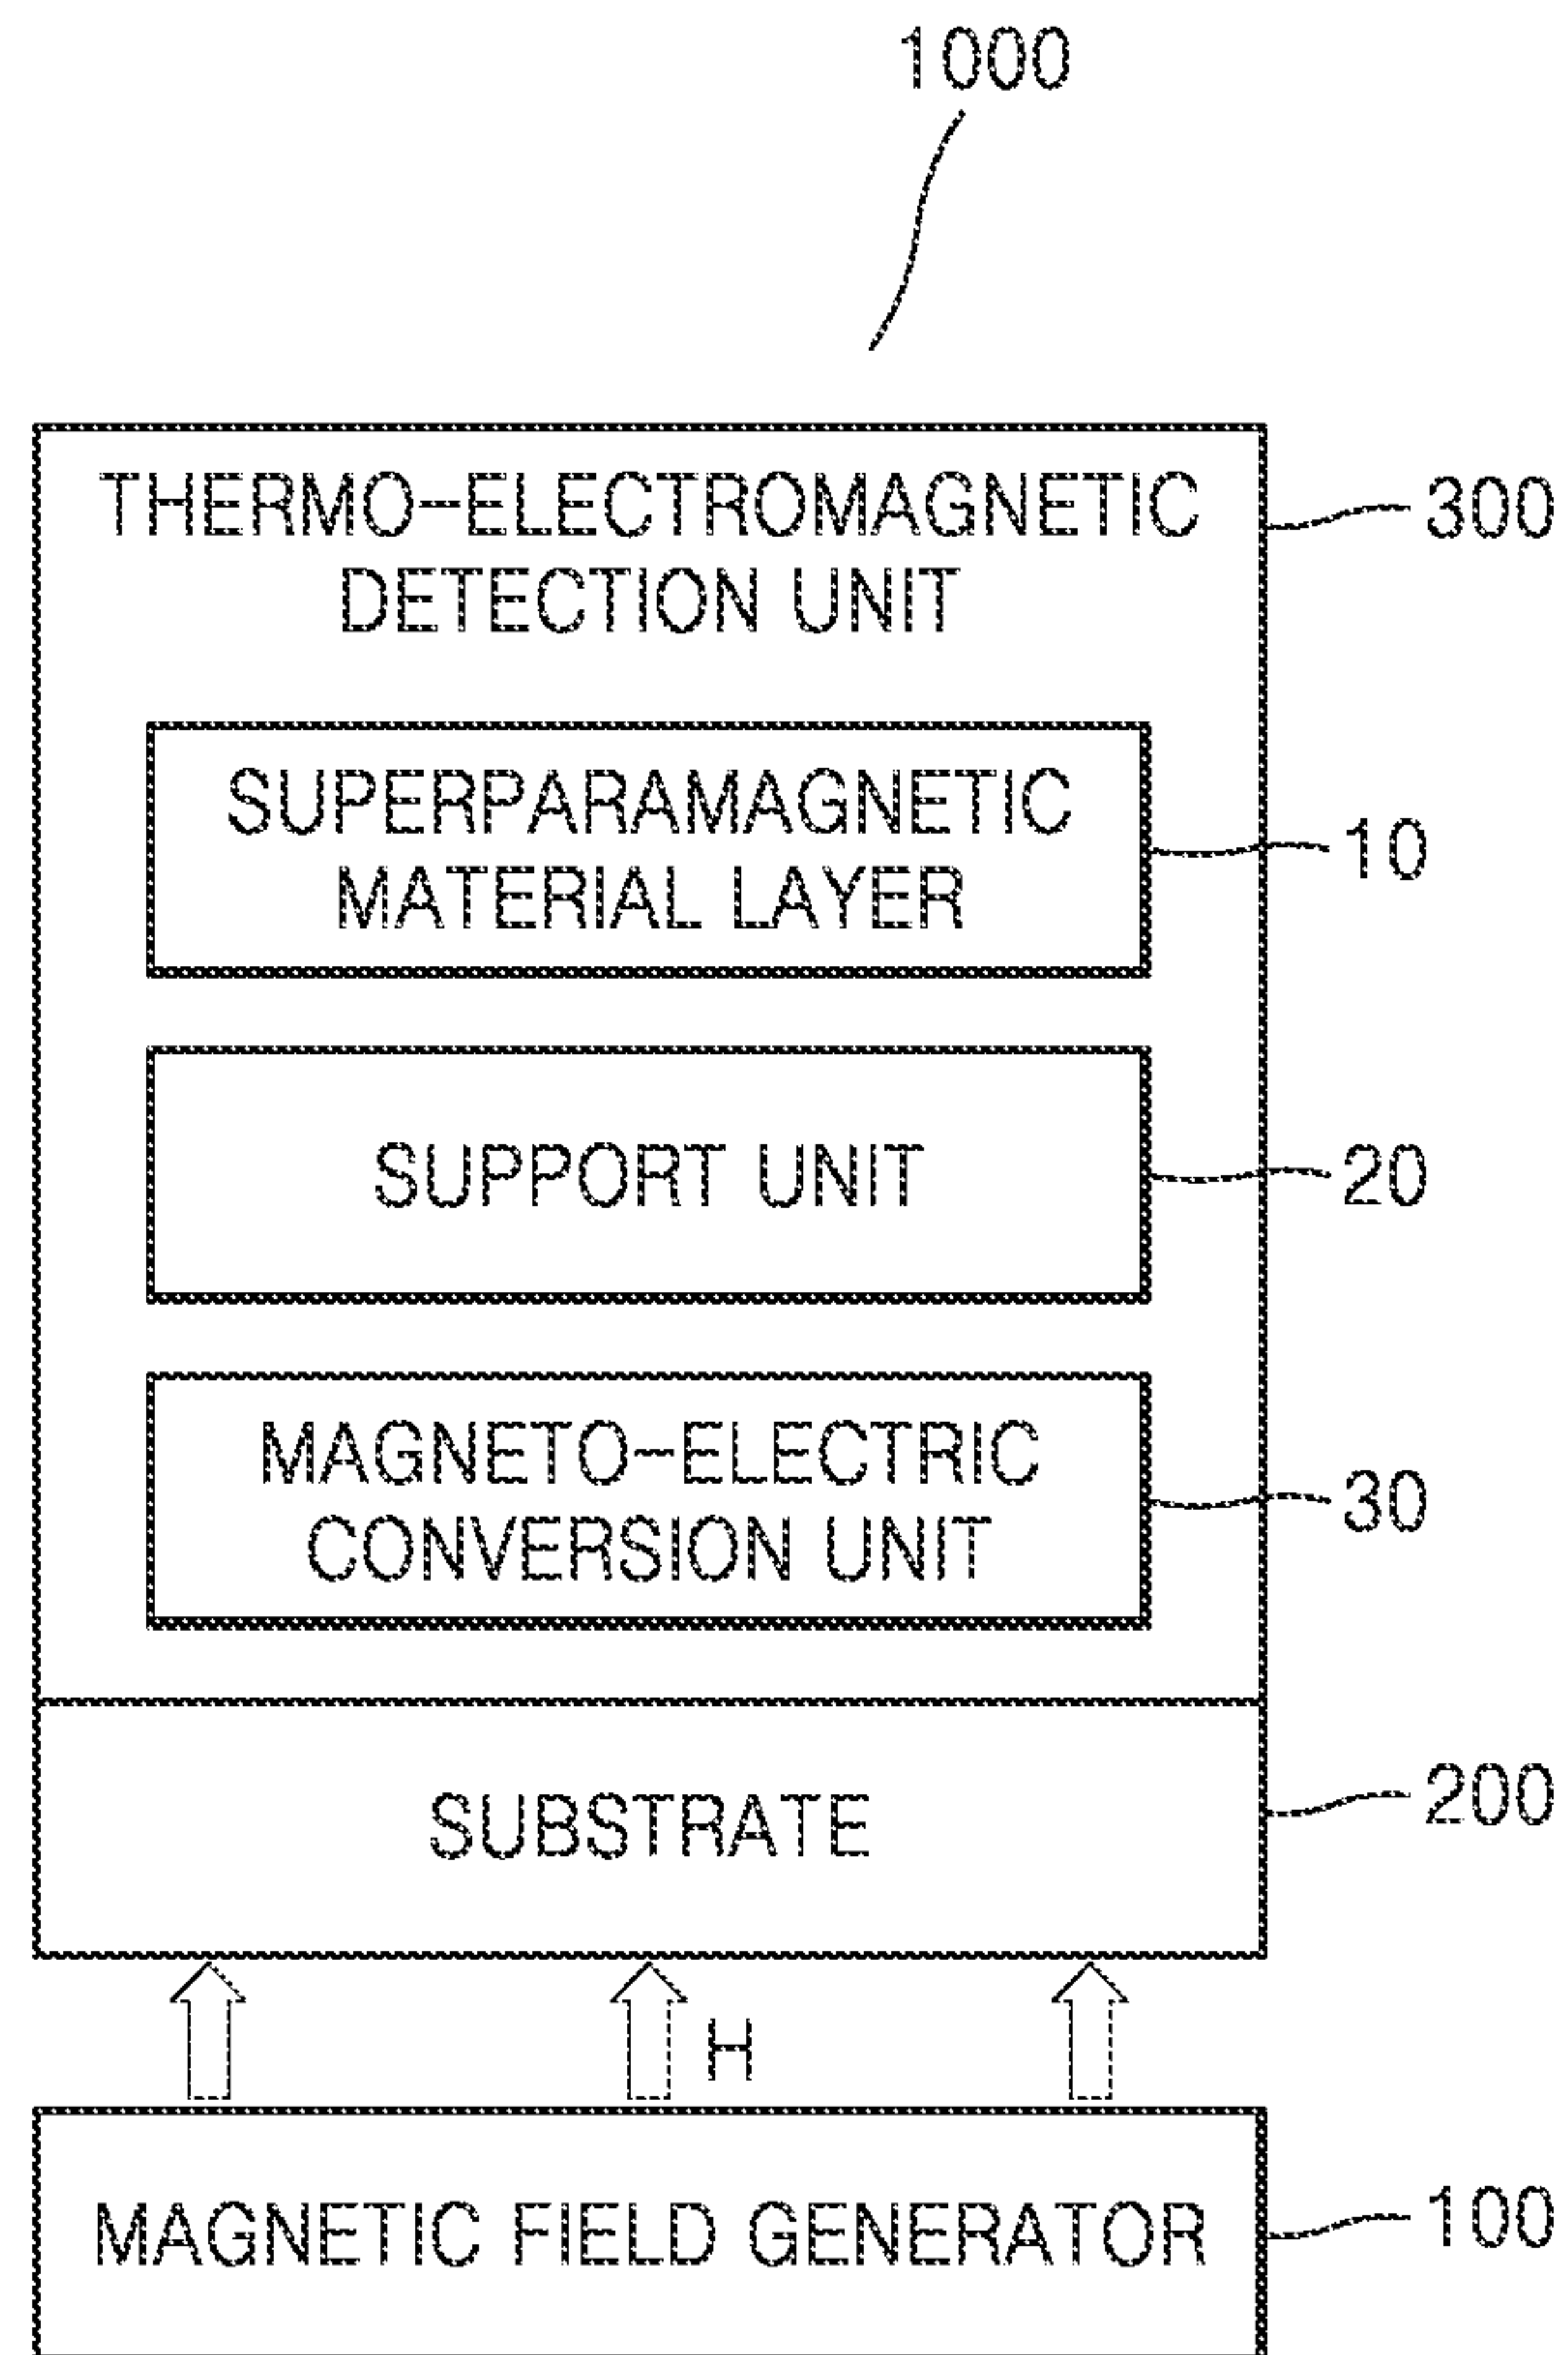 1000
THERMO-ELECTROMAGNETIC
DETECTION UNIT
300
SUPERPARAMAGNETIC
MATERIAL LAYER
10
SUPPORT UNIT
20
MAGNETO-ELECTRIC
CONVERSION UNIT
30
SUBSTRATE
200
H
MAGNETIC FIELD GENERATOR
100